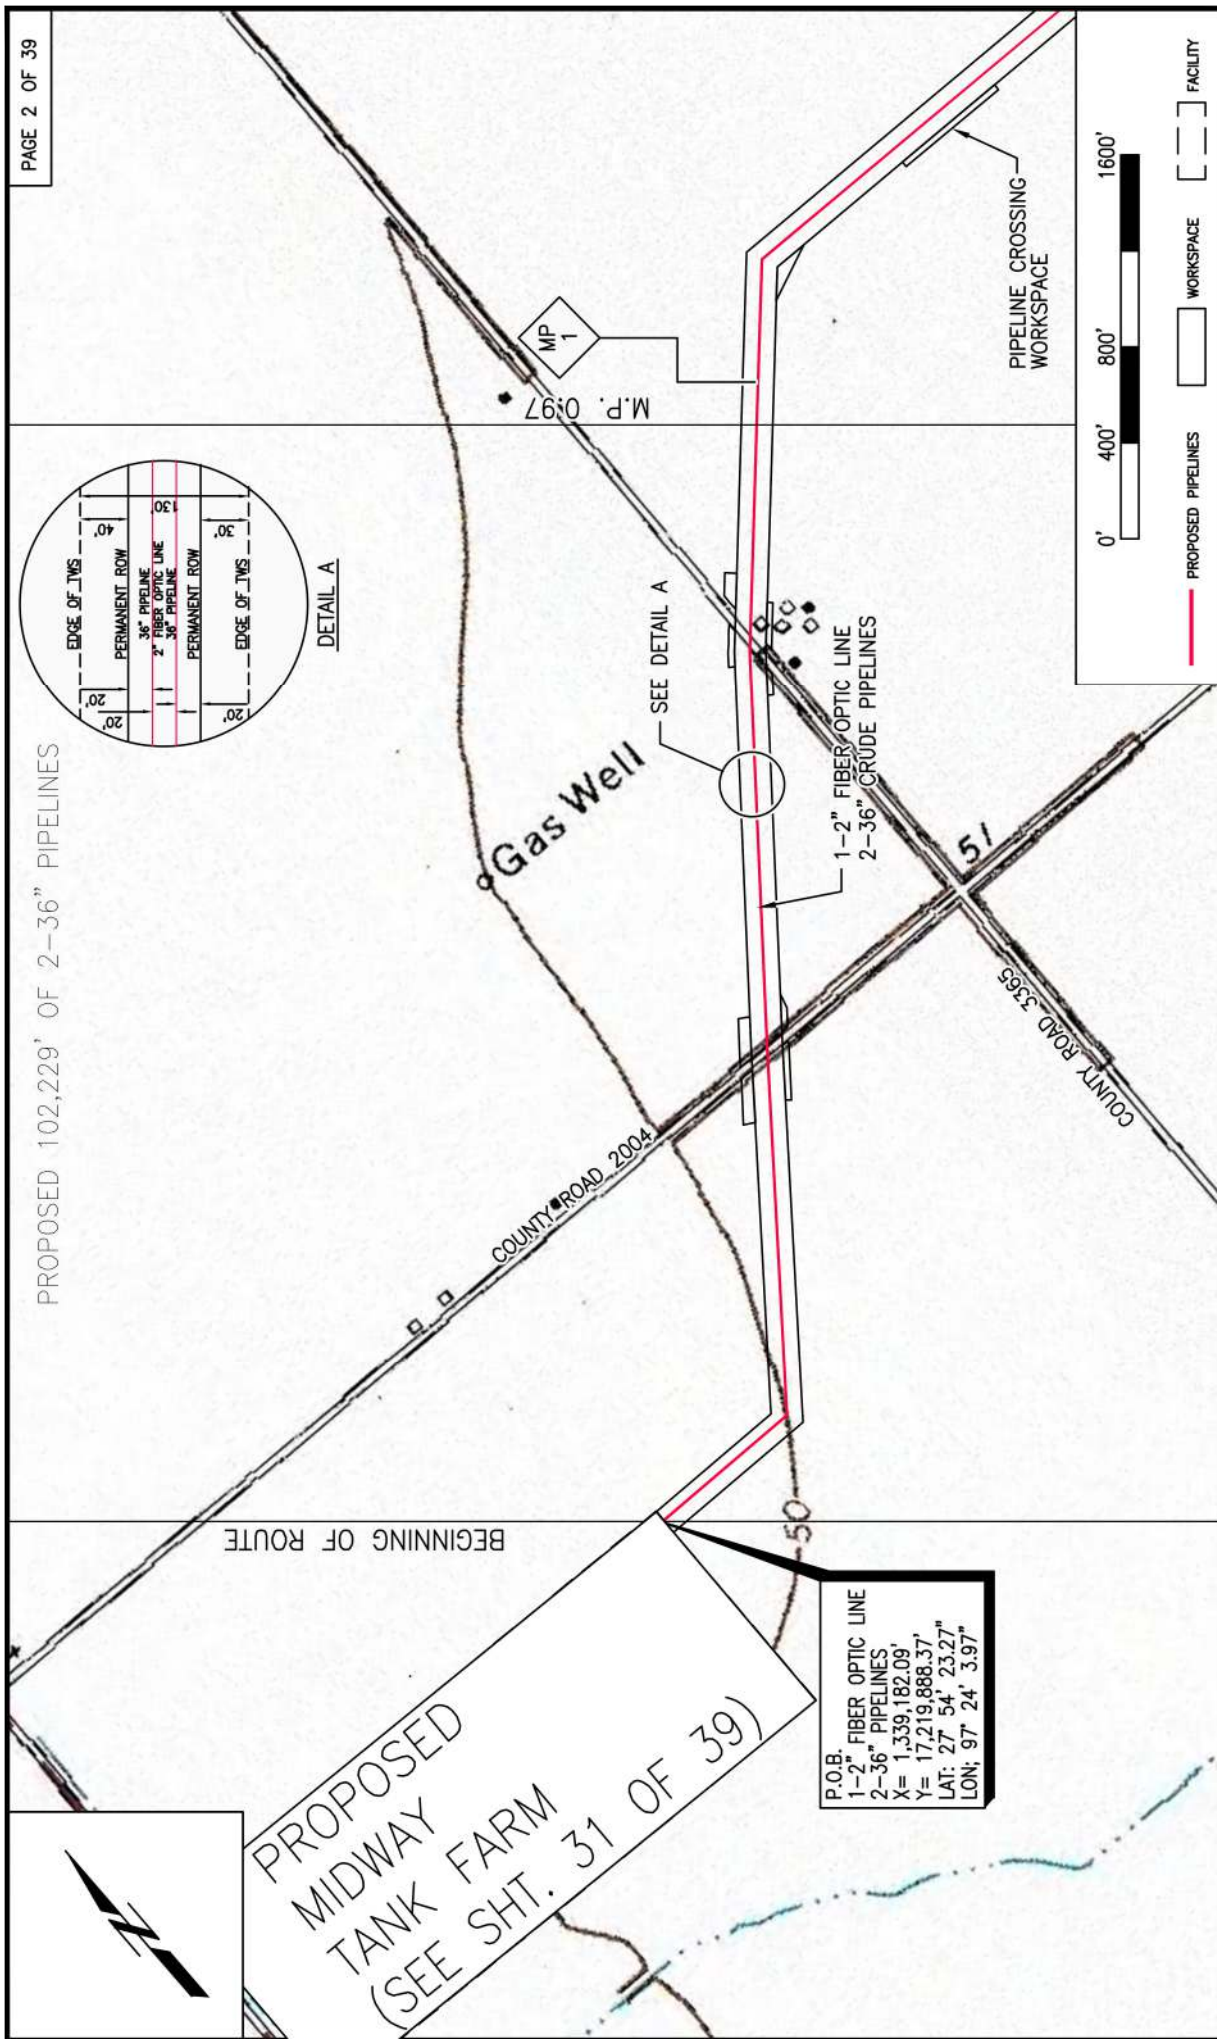 PAGE 2 OF 39
PROPOSED 102,229' OF 2-36" PIPELINES
EDGE OF TWS
PERMANENT ROW
36" PIPELINE
2" FIBER OPTIC LINE
36" PIPELINE
PERMANENT ROW
EDGE OF TWS
20'
20'
20'
40'
130'
30'
DETAIL A
BEGINNING OF ROUTE
M.P. 0.97
MP
1
Gas Well
SEE DETAIL A
COUNTY ROAD 2004
1-2" FIBER OPTIC LINE
2-36" CRUDE PIPELINES
51
COUNTY ROAD 3365
50
PIPELINE CROSSING
WORKSPACE
PROPOSED
MIDWAY
TANK FARM
(SEE SHT. 31 OF 39)
P.O.B.
1-2" FIBER OPTIC LINE
2-36" PIPELINES
X= 1,339,182.09'
Y= 17,219,888.37'
LAT: 27° 54' 23.27"
LON; 97° 24' 3.97"
0' 400' 800' 1600'
PROPOSED PIPELINES
WORKSPACE
FACILITY
N